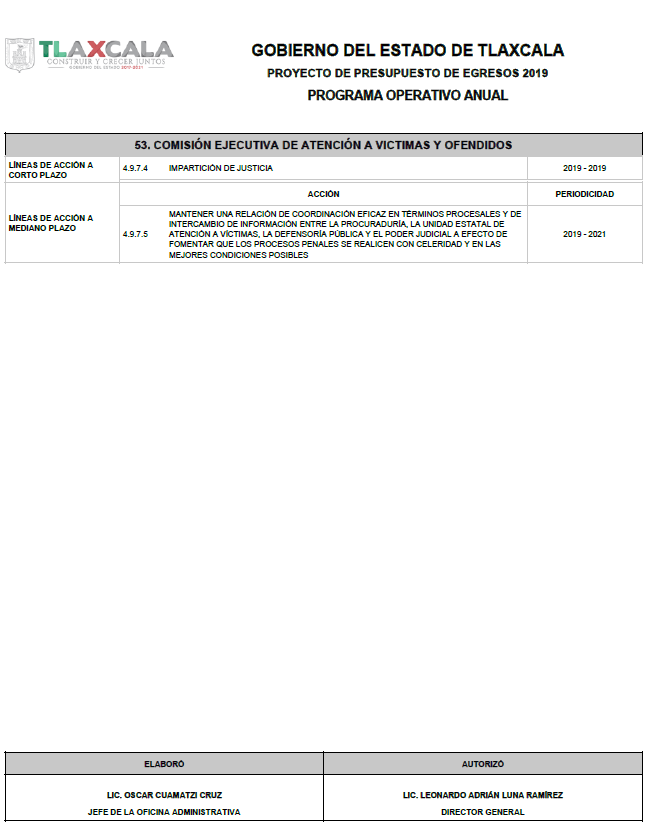 TLAXCALA
CONSTRUIR Y CRECER JUNTOS
GOBIERNO DEL ESTADO 2017-2021
GOBIERNO DEL ESTADO DE TLAXCALA
PROYECTO DE PRESUPUESTO DE EGRESOS 2019
PROGRAMA OPERATIVO ANUAL
53. COMISIÓN EJECUTIVA DE ATENCIÓN A VICTIMAS Y OFENDIDOS
LÍNEAS DE ACCIÓN A
CORTO PLAZO
4.9.7.4 IMPARTICIÓN DE JUSTICIA 2019 - 2019
ACCIÓN PERIODICIDAD
LÍNEAS DE ACCIÓN A
MEDIANO PLAZO
4.9.7.5
MANTENER UNA RELACIÓN DE COORDINACIÓN EFICAZ EN TÉRMINOS PROCESALES Y DE
INTERCAMBIO DE INFORMACIÓN ENTRE LA PROCURADURÍA, LA UNIDAD ESTATAL DE
ATENCIÓN A VÍCTIMAS, LA DEFENSORÍA PÚBLICA Y EL PODER JUDICIAL A EFECTO DE
FOMENTAR QUE LOS PROCESOS PENALES SE REALICEN CON CELERIDAD Y EN LAS
MEJORES CONDICIONES POSIBLES
2019 - 2021
ELABORÓ AUTORIZÓ
LIC. OSCAR CUAMATZI CRUZ LIC. LEONARDO ADRIÁN LUNA RAMÍREZ
JEFE DE LA OFICINA ADMINISTRATIVA DIRECTOR GENERAL